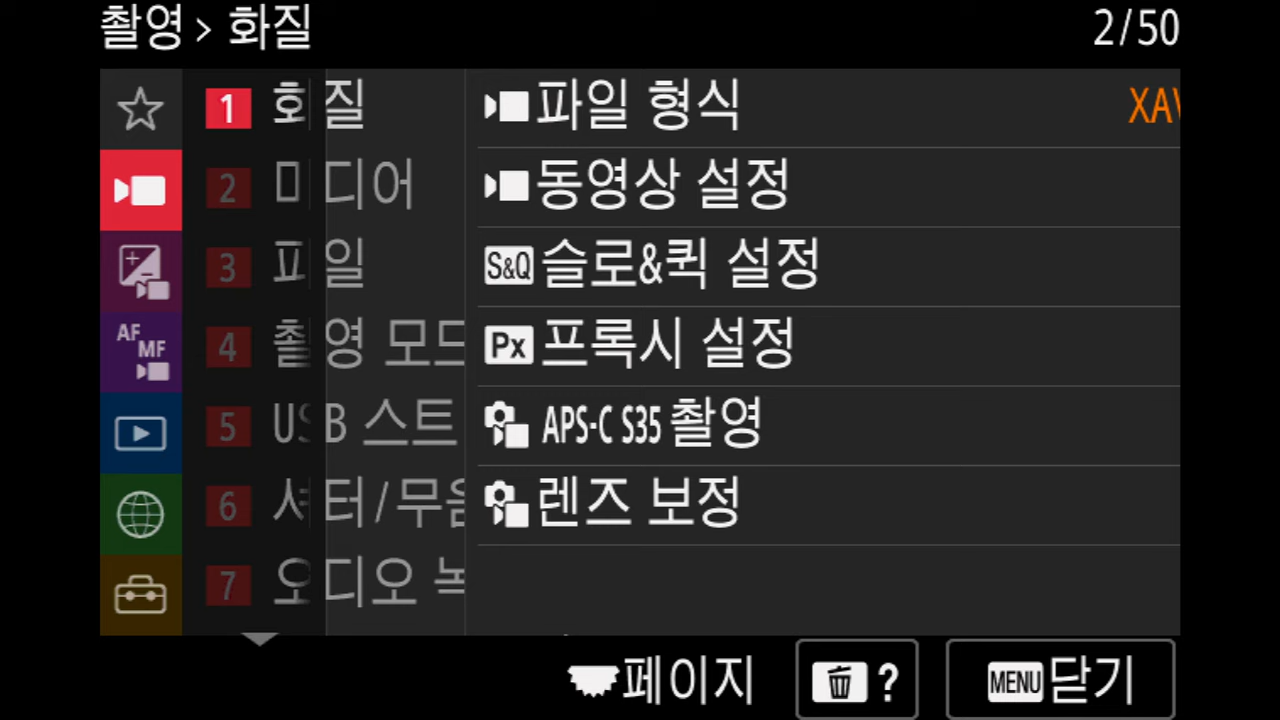 촬영 > 화질
2/50
1 화질
2 미디어
3 파일
4 촬영 모드
5 USB 스트
6 셔터/무음
7 오디오 녹
AF MF
파일 형식 XAV
동영상 설정
S&Q 슬로&퀵 설정
Px 프록시 설정
APS-C S35 촬영
렌즈 보정
페이지
?
MENU 닫기